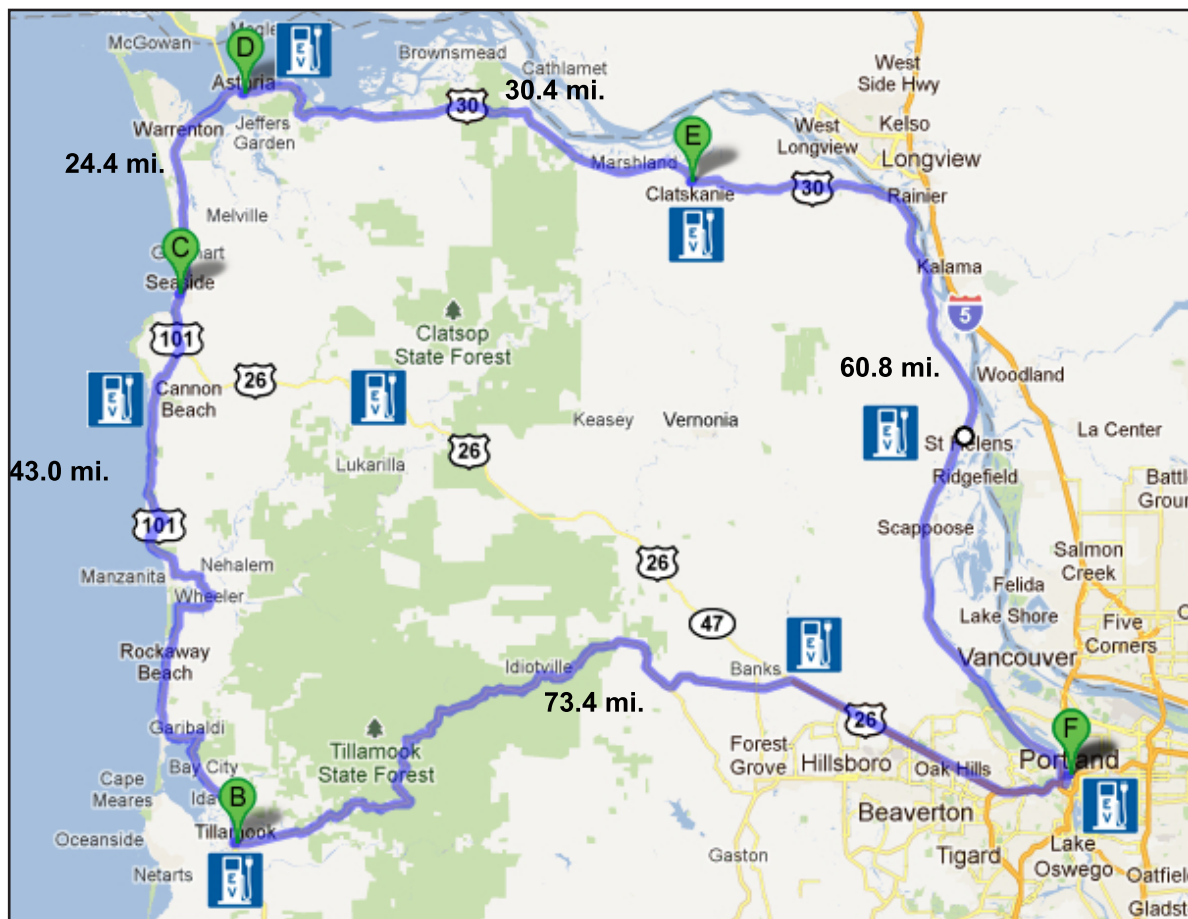 McGowan
D
E
V
Astoria
Brownsmead
Cathlamet
West
Side Hwy
30.4 mi.
30
Warrenton
Jeffers
Garden
E
West
Longview
Kelso
Longview
24.4 mi.
Marshland
Clatskanie
30
Rainier
Melville
E
V
C
Seaside
Kalama
5
101
Clatsop
State Forest
26
Cannon
Beach
E
V
E
V
60.8 mi.
Woodland
Keasey
Vernonia
E
V
St Helens
La Center
26
Lukarilla
43.0 mi.
Ridgefield
101
Scappoose
Nehalem
26
Salmon
Creek
Manzanita
Wheeler
Felida
Lake Shore
47
Five
Corners
Rockaway
Beach
Idiotville
Banks
E
V
Vancouver
73.4 mi.
Garibaldi
26
F
Tillamook
State Forest
Forest
Grove
Hillsboro
Oak Hills
Portland
Bay City
Cape
Meares
B
E
V
Beaverton
Tillamook
Oceanside
Gaston
Tigard
Lake
Oswego
Netarts
E
V